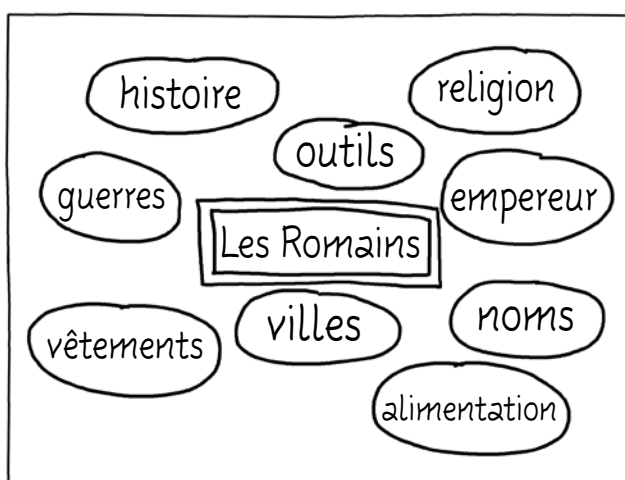 histoire
religion
outils
guerres
empereur
Les Romains
villes
noms
vêtements
alimentation